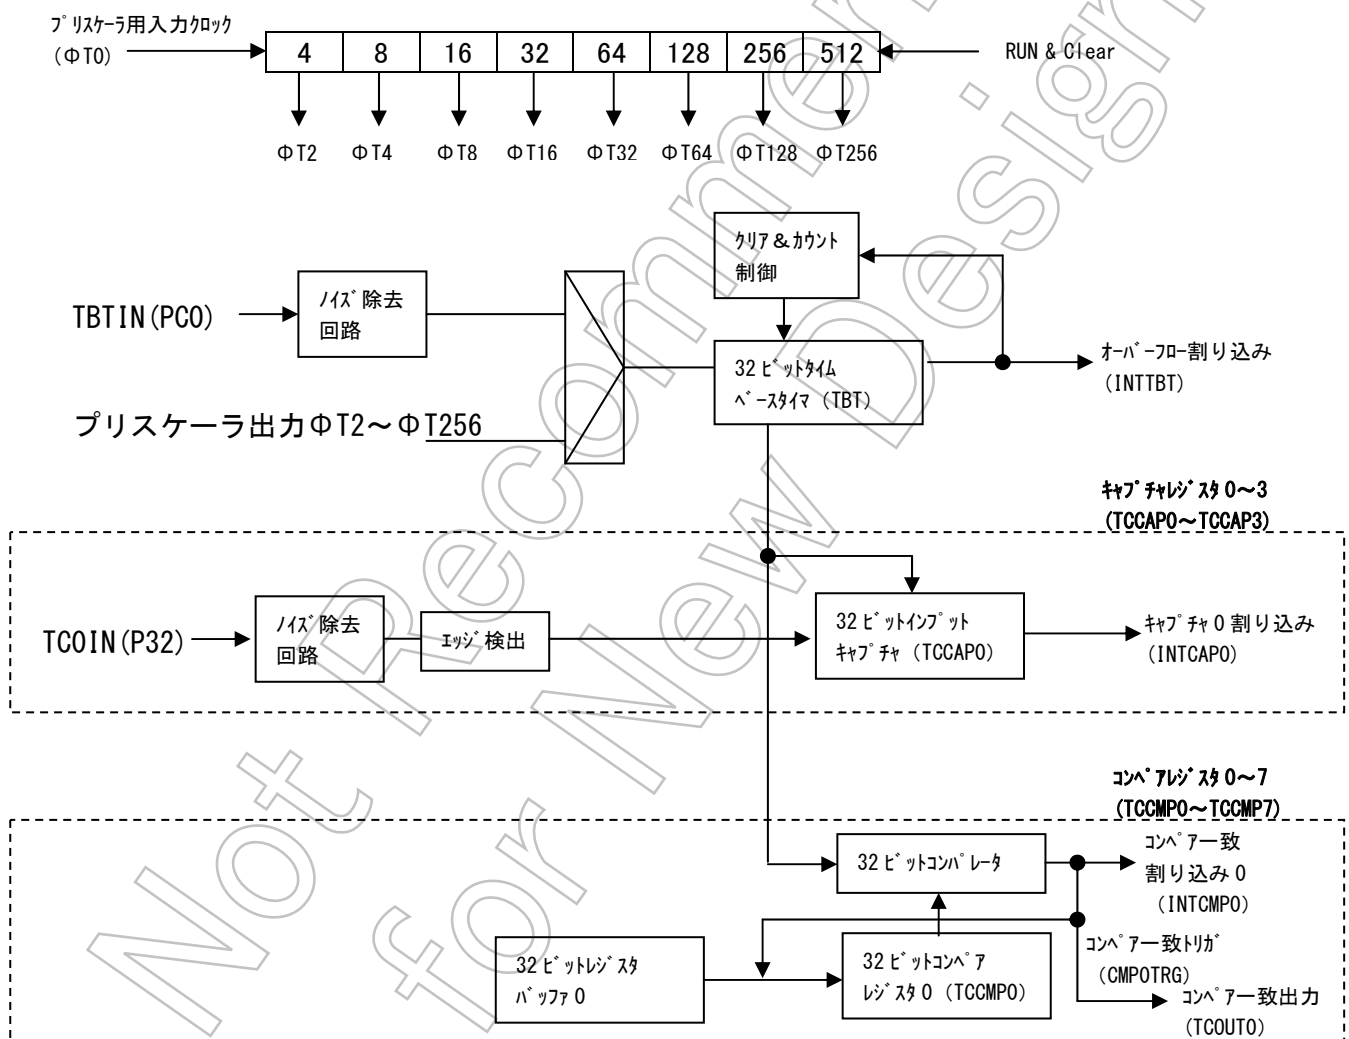 プリスケーラ用入力クロック
(ΦT0)
4 8 16 32 64 128 256 512
RUN & Clear
ΦT2 ΦT4 ΦT8 ΦT16 ΦT32 ΦT64 ΦT128 ΦT256
クリア＆カウント
制御
TBTIN(PC0)
ノイズ除去
回路
32ビットタイム
ベースタイマ (TBT)
オーバーフロー割り込み
(INTTBT)
プリスケーラ出力ΦT2～ΦT256
キャプチャレジスタ0～3
(TCCAP0～TCCAP3)
TC0IN(P32)
ノイズ除去
回路
エッジ検出
32ビットインプット
キャプチャ (TCCAP0)
キャプチャ0割り込み
(INTCAP0)
コンペアレジスタ0～7
(TCCMP0～TCCMP7)
32ビットコンパレータ
コンペア一致
割り込み0
(INTCMP0)
32ビットレジスタ
バッファ0
32ビットコンペア
レジスタ0 (TCCMP0)
コンペア一致トリガ
(CMP0TRG)
コンペア一致出力
(TCOUT0)
Not Recommen
for New Design